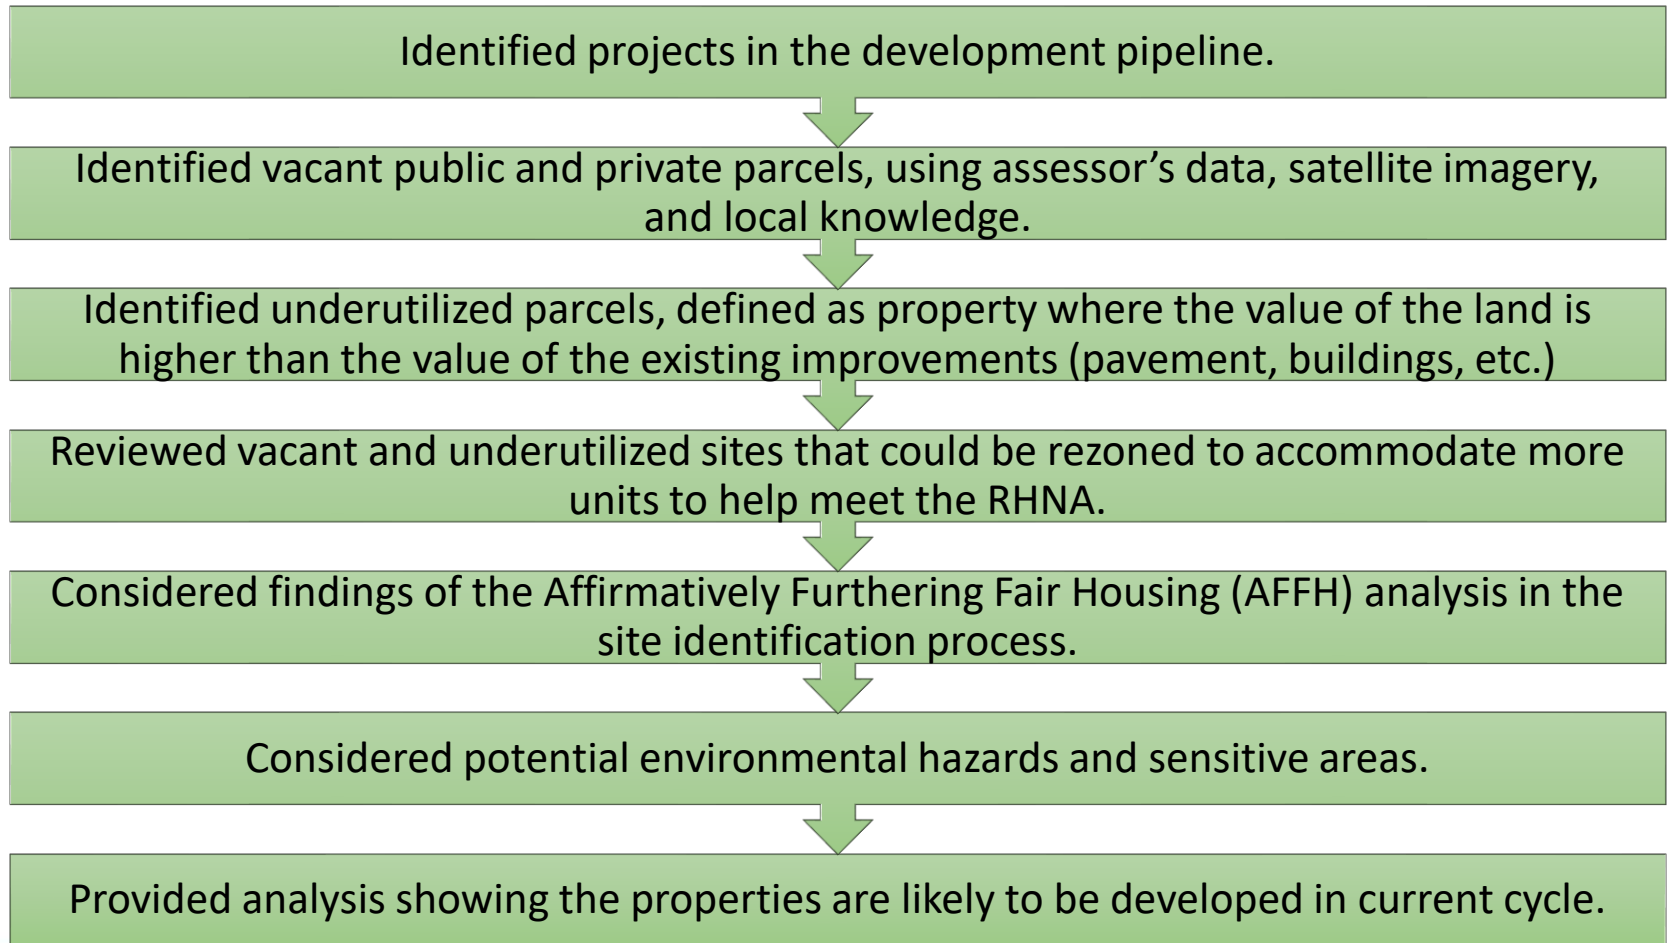 Identified projects in the development pipeline.
Identified vacant public and private parcels, using assessor’s data, satellite imagery,
and local knowledge.
Identified underutilized parcels, defined as property where the value of the land is
higher than the value of the existing improvements (pavement, buildings, etc.)
Reviewed vacant and underutilized sites that could be rezoned to accommodate more
units to help meet the RHNA.
Considered findings of the Affirmatively Furthering Fair Housing (AFFH) analysis in the
site identification process.
Considered potential environmental hazards and sensitive areas.
Provided analysis showing the properties are likely to be developed in current cycle.